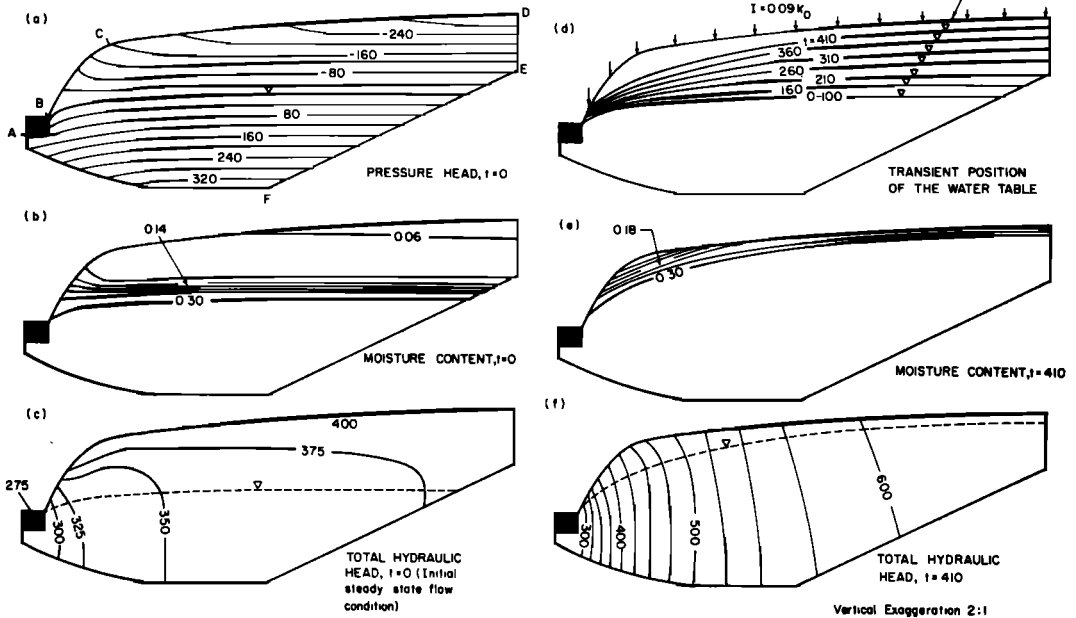 (a)
A
B
C
D
E
F
-240
-160
-80
80
160
240
320
PRESSURE HEAD, t=0
(b)
0.14
0.06
0.30
MOISTURE CONTENT, t=0
(c)
275
300
325
350
375
400
TOTAL HYDRAULIC
HEAD, t=0 (Initial
steady state flow
condition)
(d)
I=0.09 K₀
t=410
360
310
260
210
160
0-100
TRANSIENT POSITION
OF THE WATER TABLE
(e)
0.18
0.30
MOISTURE CONTENT, t=410
(f)
300
400
500
600
TOTAL HYDRAULIC
HEAD, t=410
Vertical Exaggeration 2:1